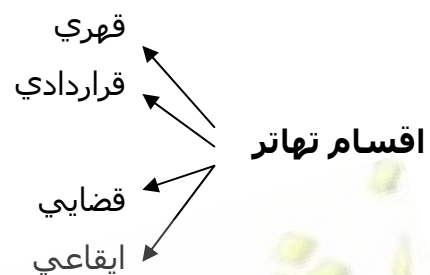 اقسام تهاتر
قهري
قراردادي
قضايي
ايقاعي